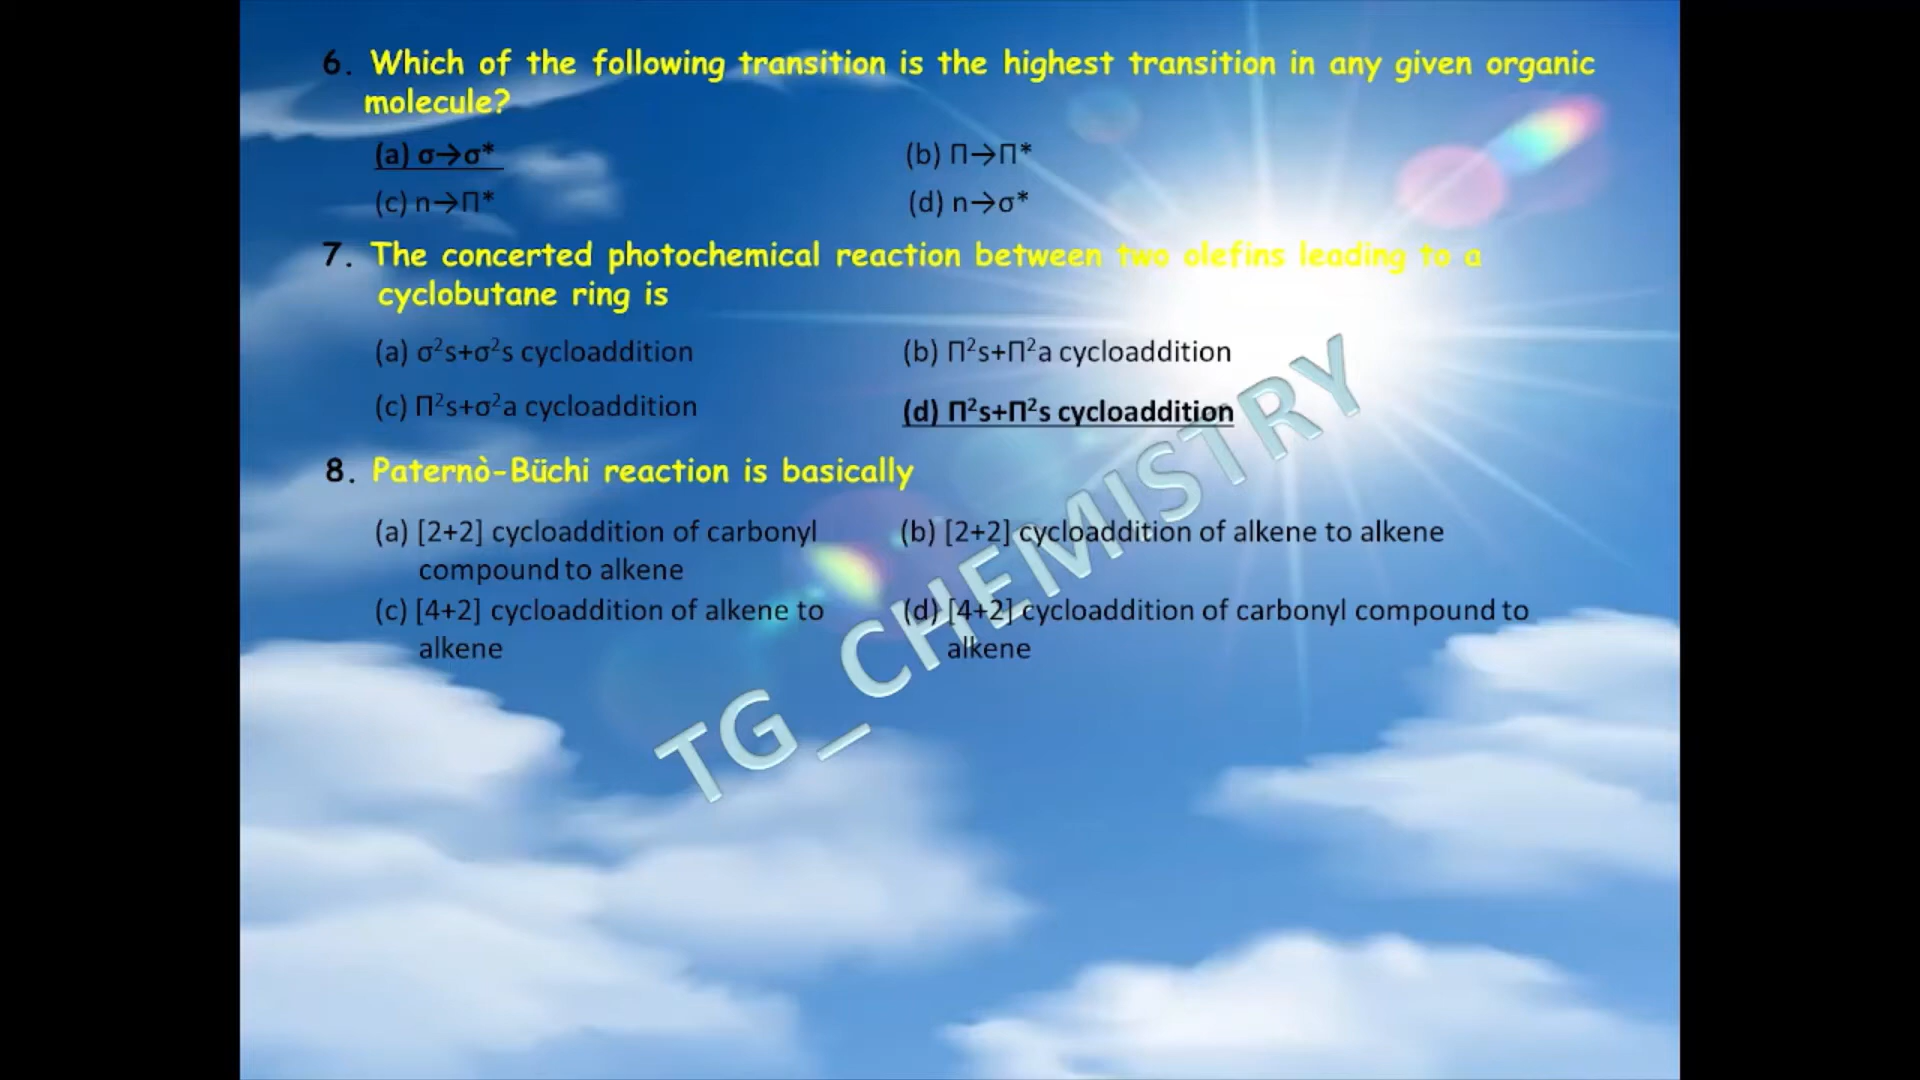 6. Which of the following transition is the highest transition in any given organic
molecule?
(a) σ→σ* (b) Π→Π*
(c) n→Π* (d) n→σ*
7. The concerted photochemical reaction between two olefins leading to a
cyclobutane ring is
(a) σ²s+σ²s cycloaddition (b) Π²s+Π²a cycloaddition
(c) Π²s+σ²a cycloaddition (d) Π²s+Π²s cycloaddition
8. Paternò-Büchi reaction is basically
(a) [2+2] cycloaddition of carbonyl (b) [2+2] cycloaddition of alkene to alkene
compound to alkene
(c) [4+2] cycloaddition of alkene to (d) [4+2] cycloaddition of carbonyl compound to
alkene alkene
TG_CHEMISTRY